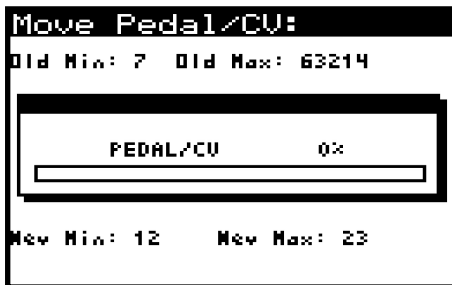 Move Pedal/CV:
Old Min: 7 Old Max: 63214
PEDAL/CV 0%
New Min: 12 New Max: 23